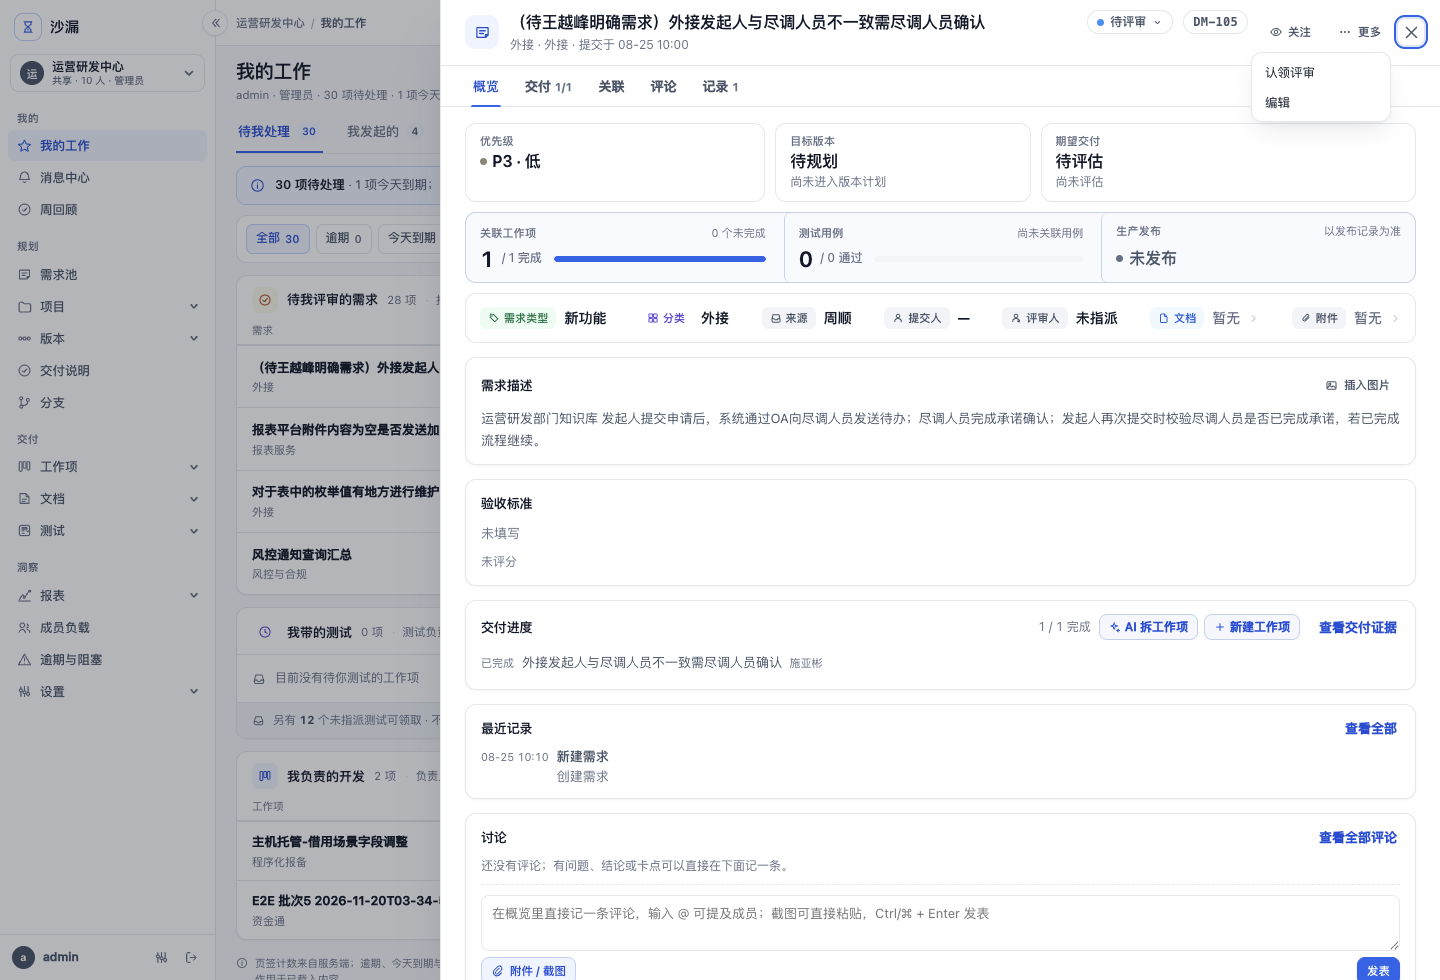 沙漏
运
运营研发中心
共享 · 10 人 · 管理员
我的
我的工作
消息中心
周回顾
规划
需求池
项目
版本
交付说明
分支
交付
工作项
文档
测试
洞察
报表
成员负载
逾期与阻塞
设置
a
admin
运营研发中心 / 我的工作
我的工作
admin · 管理员 · 30 项待处理 · 1 项今天
待我处理 30
我发起的 4
30 项待处理 · 1 项今天到期；
全部 30
逾期 0
今天到期
待我评审的需求 28 项
需求
（待王越峰明确需求）外接发起人
外接
报表平台附件内容为空是否发送加
报表服务
对于表中的枚举值有地方进行维护
外接
风控通知查询汇总
风控与合规
我带的测试 0 项 · 测试负
目前没有待你测试的工作项
另有 12 个未指派测试可领取 ·
我负责的开发 2 项 · 负责
工作项
主机托管-借用场景字段调整
程序化报备
E2E 批次5 2026-11-20T03-34-
资金通
页签计数来自服务端；逾期、今天到期与
作用于已载入内容
（待王越峰明确需求）外接发起人与尽调人员不一致需尽调人员确认
外接 · 外接 · 提交于 08-25 10:00
待评审
DM-105
关注
更多
认领评审
编辑
概览
交付 1/1
关联
评论
记录 1
优先级
P3 · 低
目标版本
待规划
尚未进入版本计划
期望交付
待评估
尚未评估
关联工作项
0 个未完成
1 / 1 完成
测试用例
尚未关联用例
0 / 0 通过
生产发布
以发布记录为准
未发布
需求类型 新功能
分类 外接
来源 周顺
提交人 —
评审人 未指派
文档 暂无
附件 暂无
需求描述
插入图片
运营研发部门知识库 发起人提交申请后，系统通过OA向尽调人员发送待办；尽调人员完成承诺确认；发起人再次提交时校验尽调人员是否已完成承诺，若已完成
流程继续。
验收标准
未填写
未评分
交付进度
1 / 1 完成
AI 拆工作项
新建工作项
查看交付证据
已完成 外接发起人与尽调人员不一致需尽调人员确认 施亚彬
最近记录
查看全部
08-25 10:10 新建需求
创建需求
讨论
查看全部评论
还没有评论；有问题、结论或卡点可以直接在下面记一条。
在概览里直接记一条评论，输入 @ 可提及成员；截图可直接粘贴，Ctrl/⌘ + Enter 发表
附件 / 截图
发表